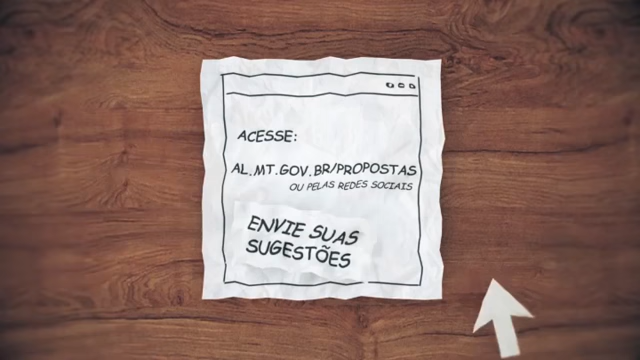 ACESSE:
AL.MT.GOV.BR/PROPOSTAS
OU PELAS REDES SOCIAIS
ENVIE SUAS
SUGESTÕES